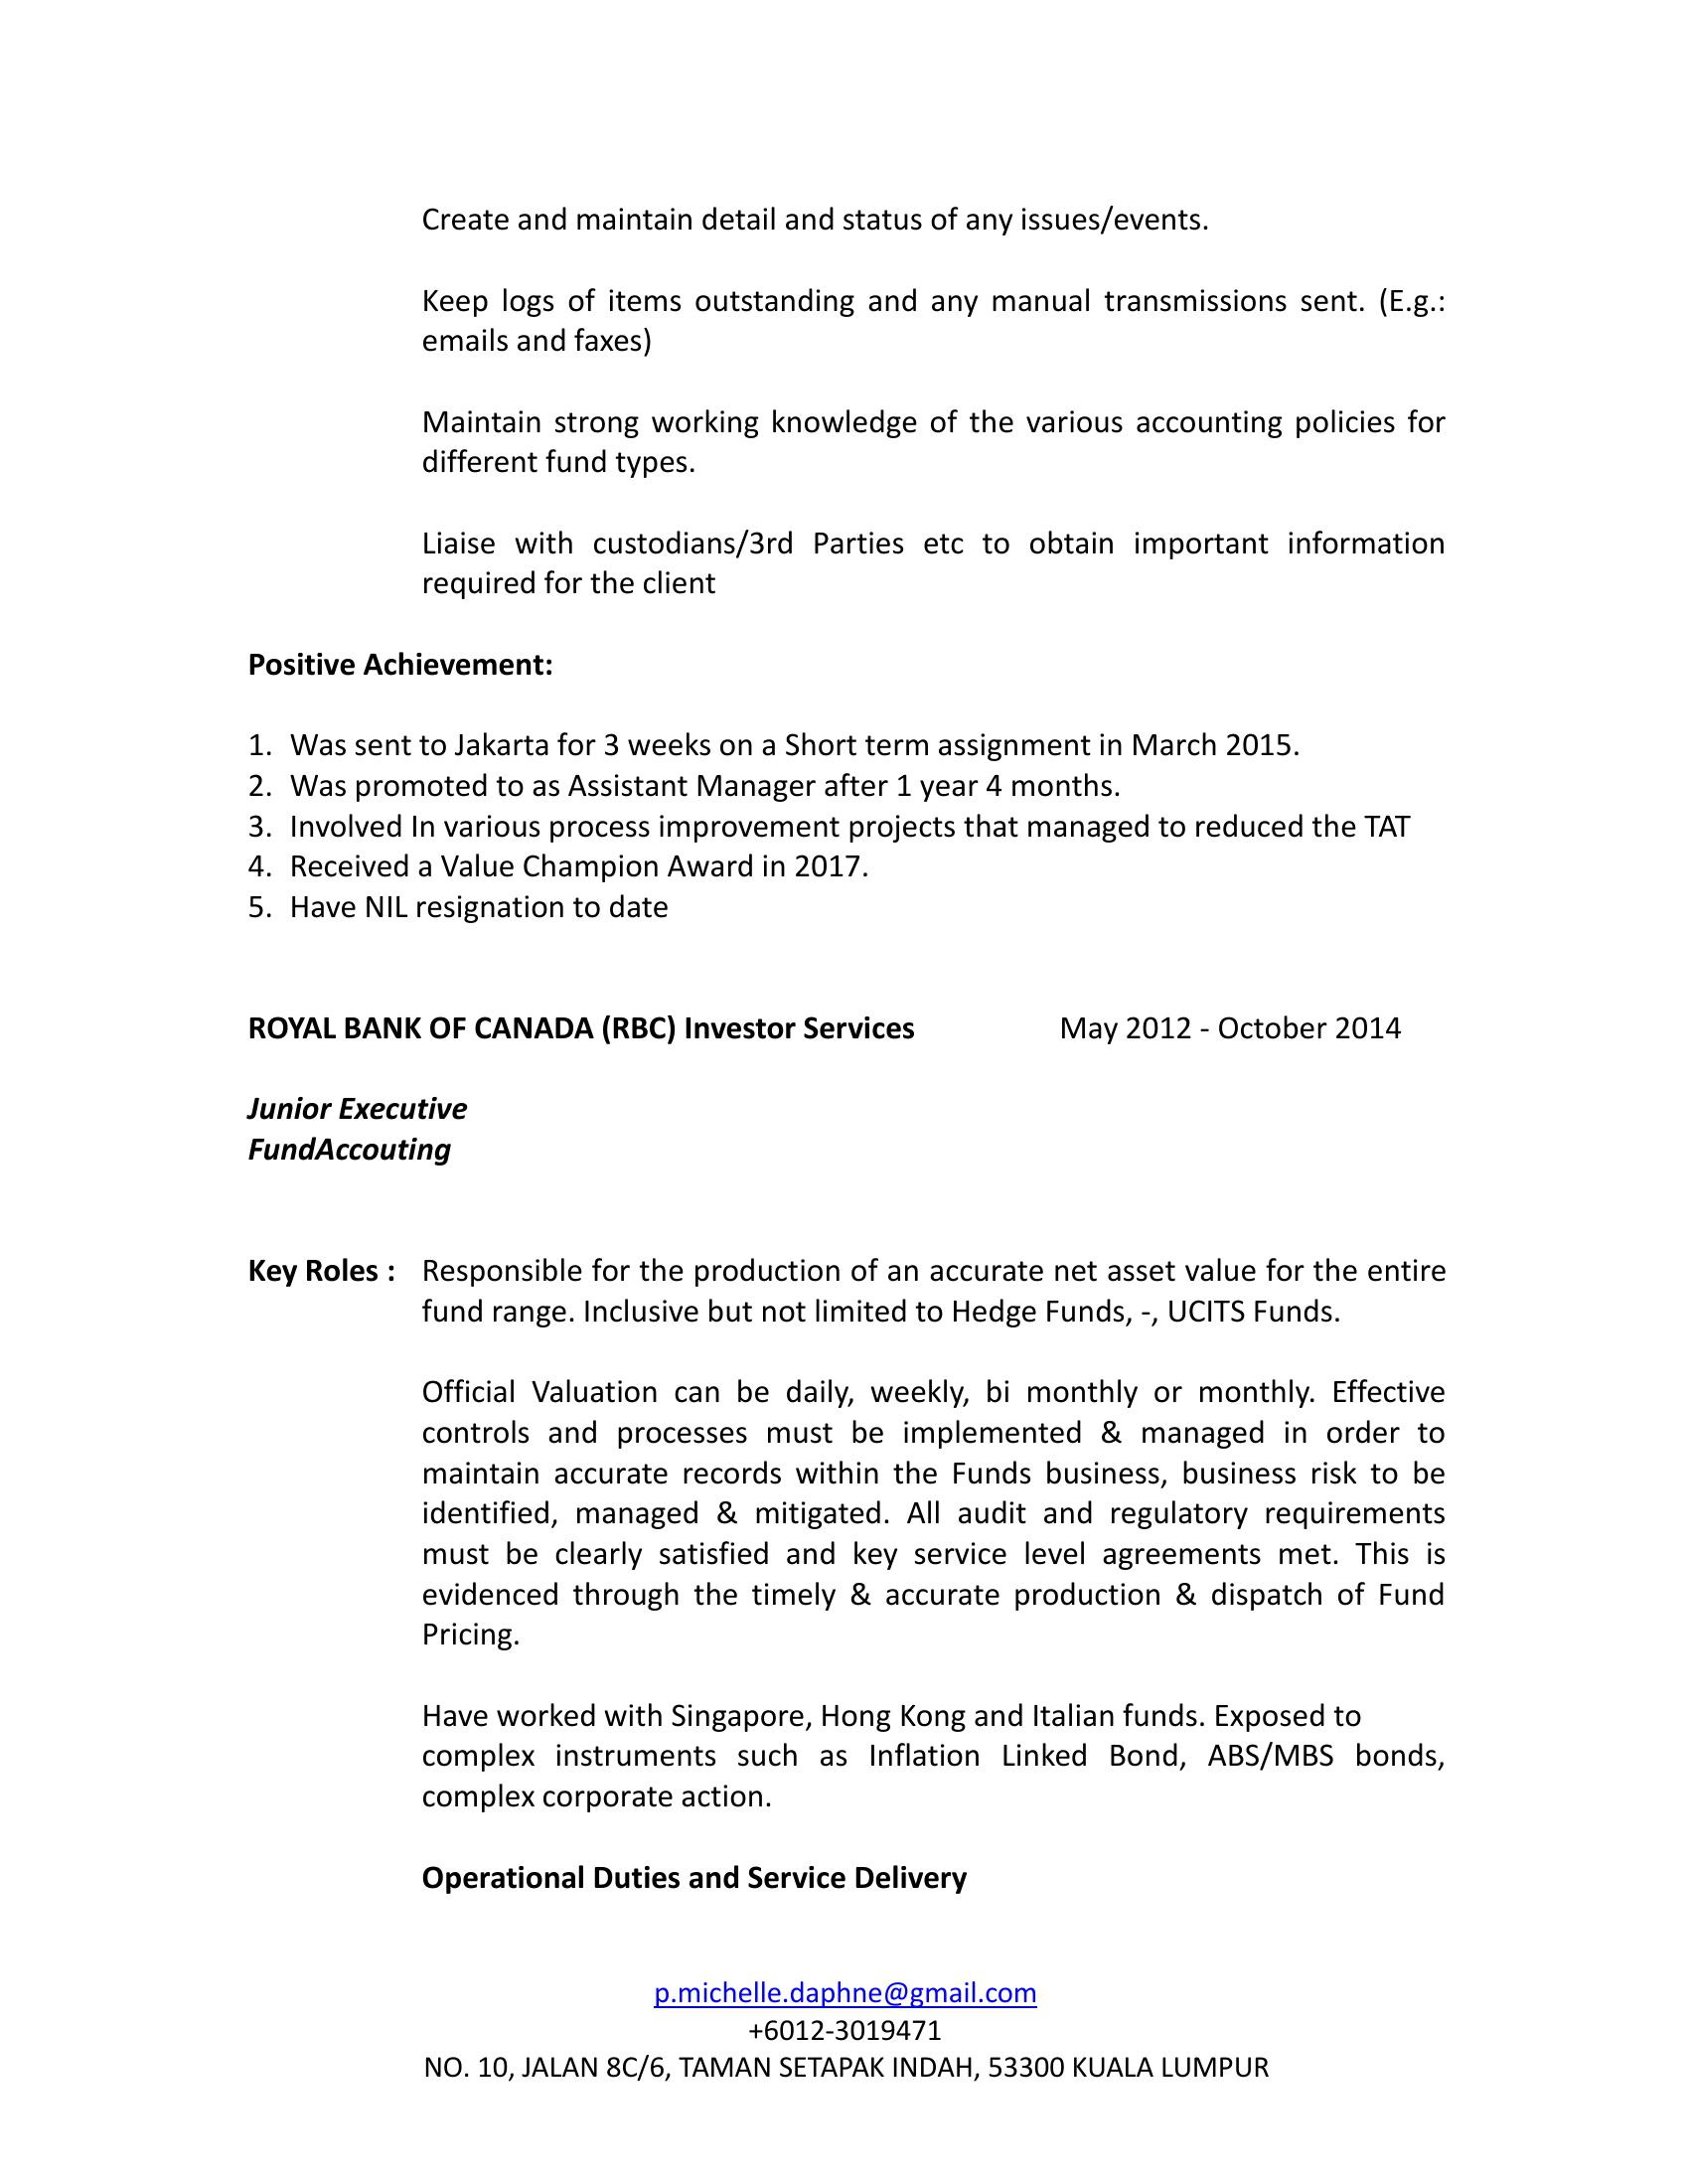 Create and maintain detail and status of any issues/events.
Keep logs of items outstanding and any manual transmissions sent. (E.g.:
emails and faxes)
Maintain strong working knowledge of the various accounting policies for
different fund types.
Liaise with custodians/3rd Parties etc to obtain important information
required for the client
Positive Achievement:
1. Was sent to Jakarta for 3 weeks on a Short term assignment in March 2015.
2. Was promoted to as Assistant Manager after 1 year 4 months.
3. Involved In various process improvement projects that managed to reduced the TAT
4. Received a Value Champion Award in 2017.
5. Have NIL resignation to date
ROYAL BANK OF CANADA (RBC) Investor Services May 2012 - October 2014
Junior Executive
FundAccouting
Key Roles : Responsible for the production of an accurate net asset value for the entire
fund range. Inclusive but not limited to Hedge Funds, -, UCITS Funds.
Official Valuation can be daily, weekly, bi monthly or monthly. Effective
controls and processes must be implemented & managed in order to
maintain accurate records within the Funds business, business risk to be
identified, managed & mitigated. All audit and regulatory requirements
must be clearly satisfied and key service level agreements met. This is
evidenced through the timely & accurate production & dispatch of Fund
Pricing.
Have worked with Singapore, Hong Kong and Italian funds. Exposed to
complex instruments such as Inflation Linked Bond, ABS/MBS bonds,
complex corporate action.
Operational Duties and Service Delivery
p.michelle.daphne@gmail.com
+6012-3019471
NO. 10, JALAN 8C/6, TAMAN SETAPAK INDAH, 53300 KUALA LUMPUR